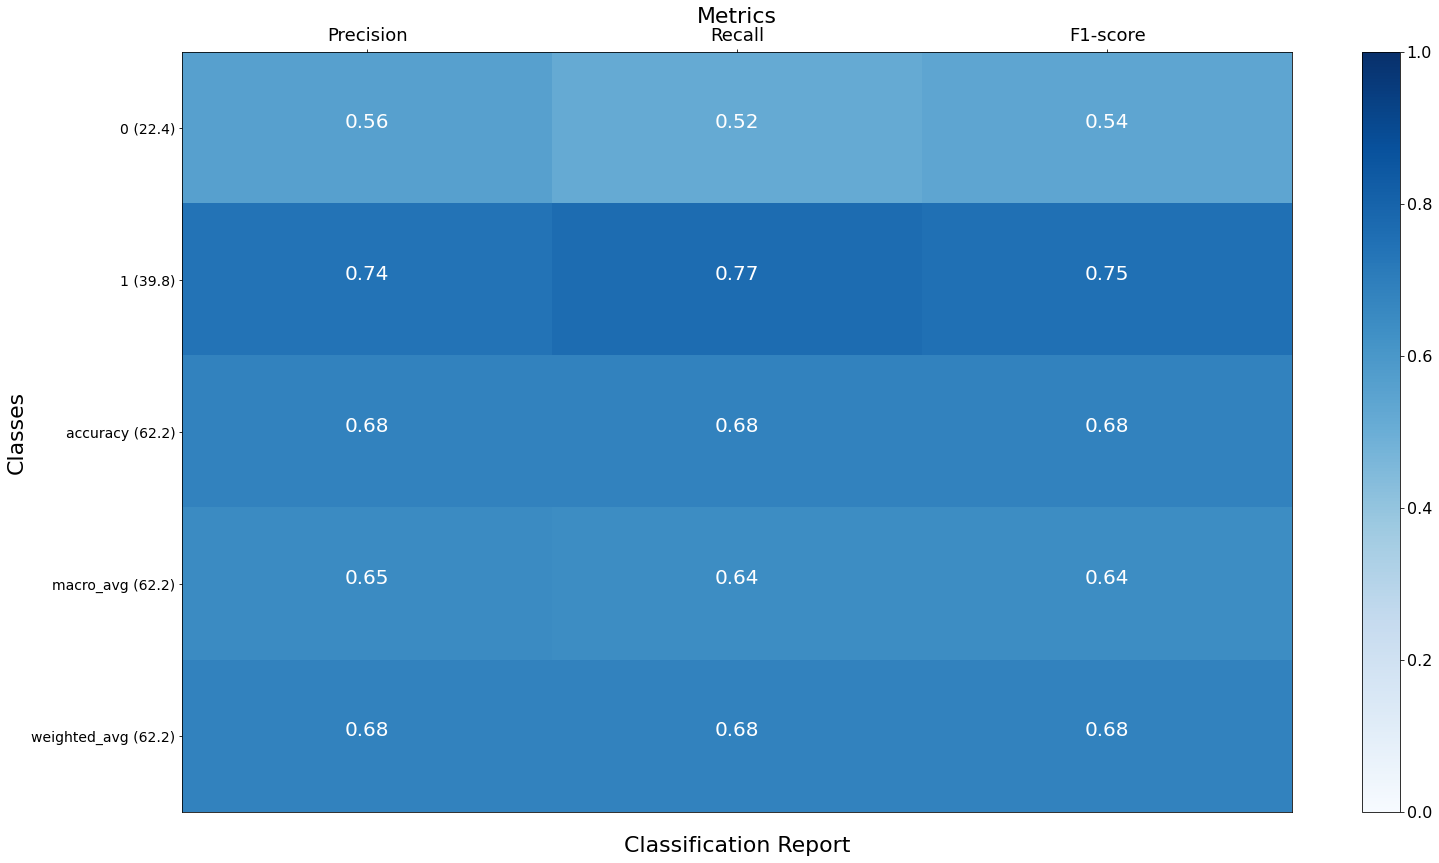 Metrics
Precision Recall F1-score
0 (22.4) 0.56 0.52 0.54
1 (39.8) 0.74 0.77 0.75
accuracy (62.2) 0.68 0.68 0.68
macro_avg (62.2) 0.65 0.64 0.64
weighted_avg (62.2) 0.68 0.68 0.68
Classes
Classification Report
1.0
0.8
0.6
0.4
0.2
0.0